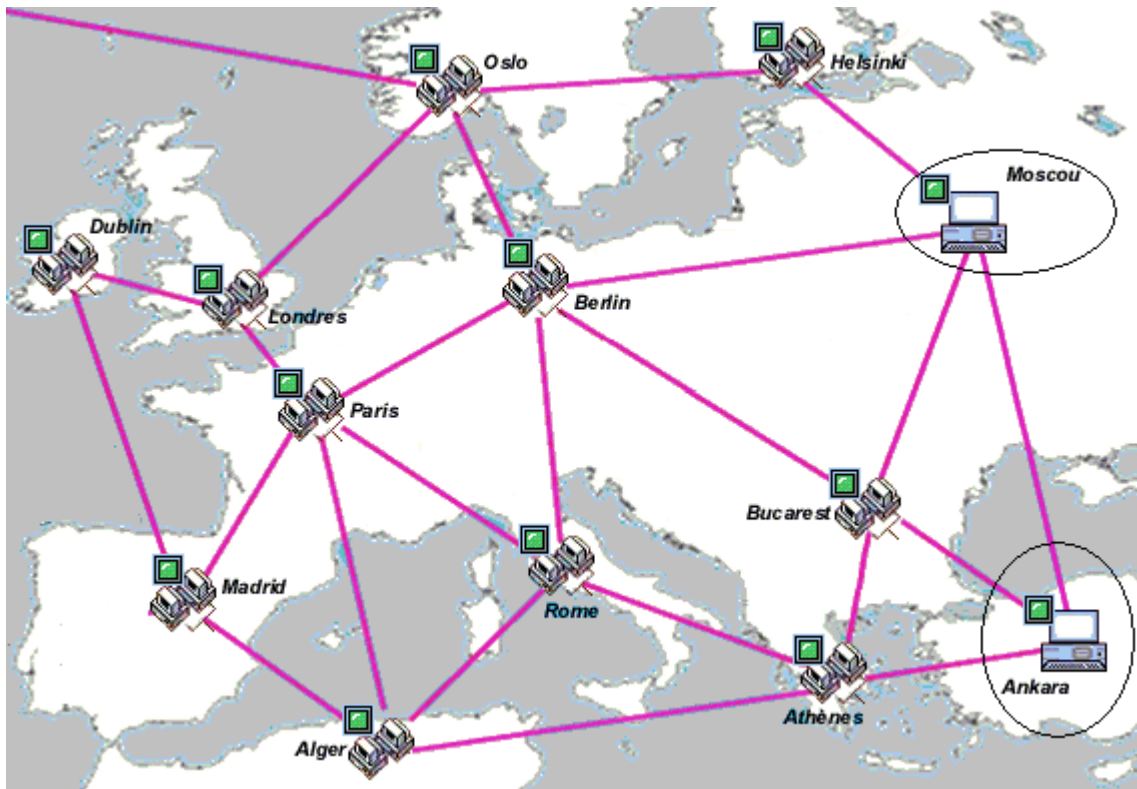 Oslo
Helsinki
Moscou
Dublin
Londres
Berlin
Paris
Bucarest
Madrid
Rome
Ankara
Athènes
Alger